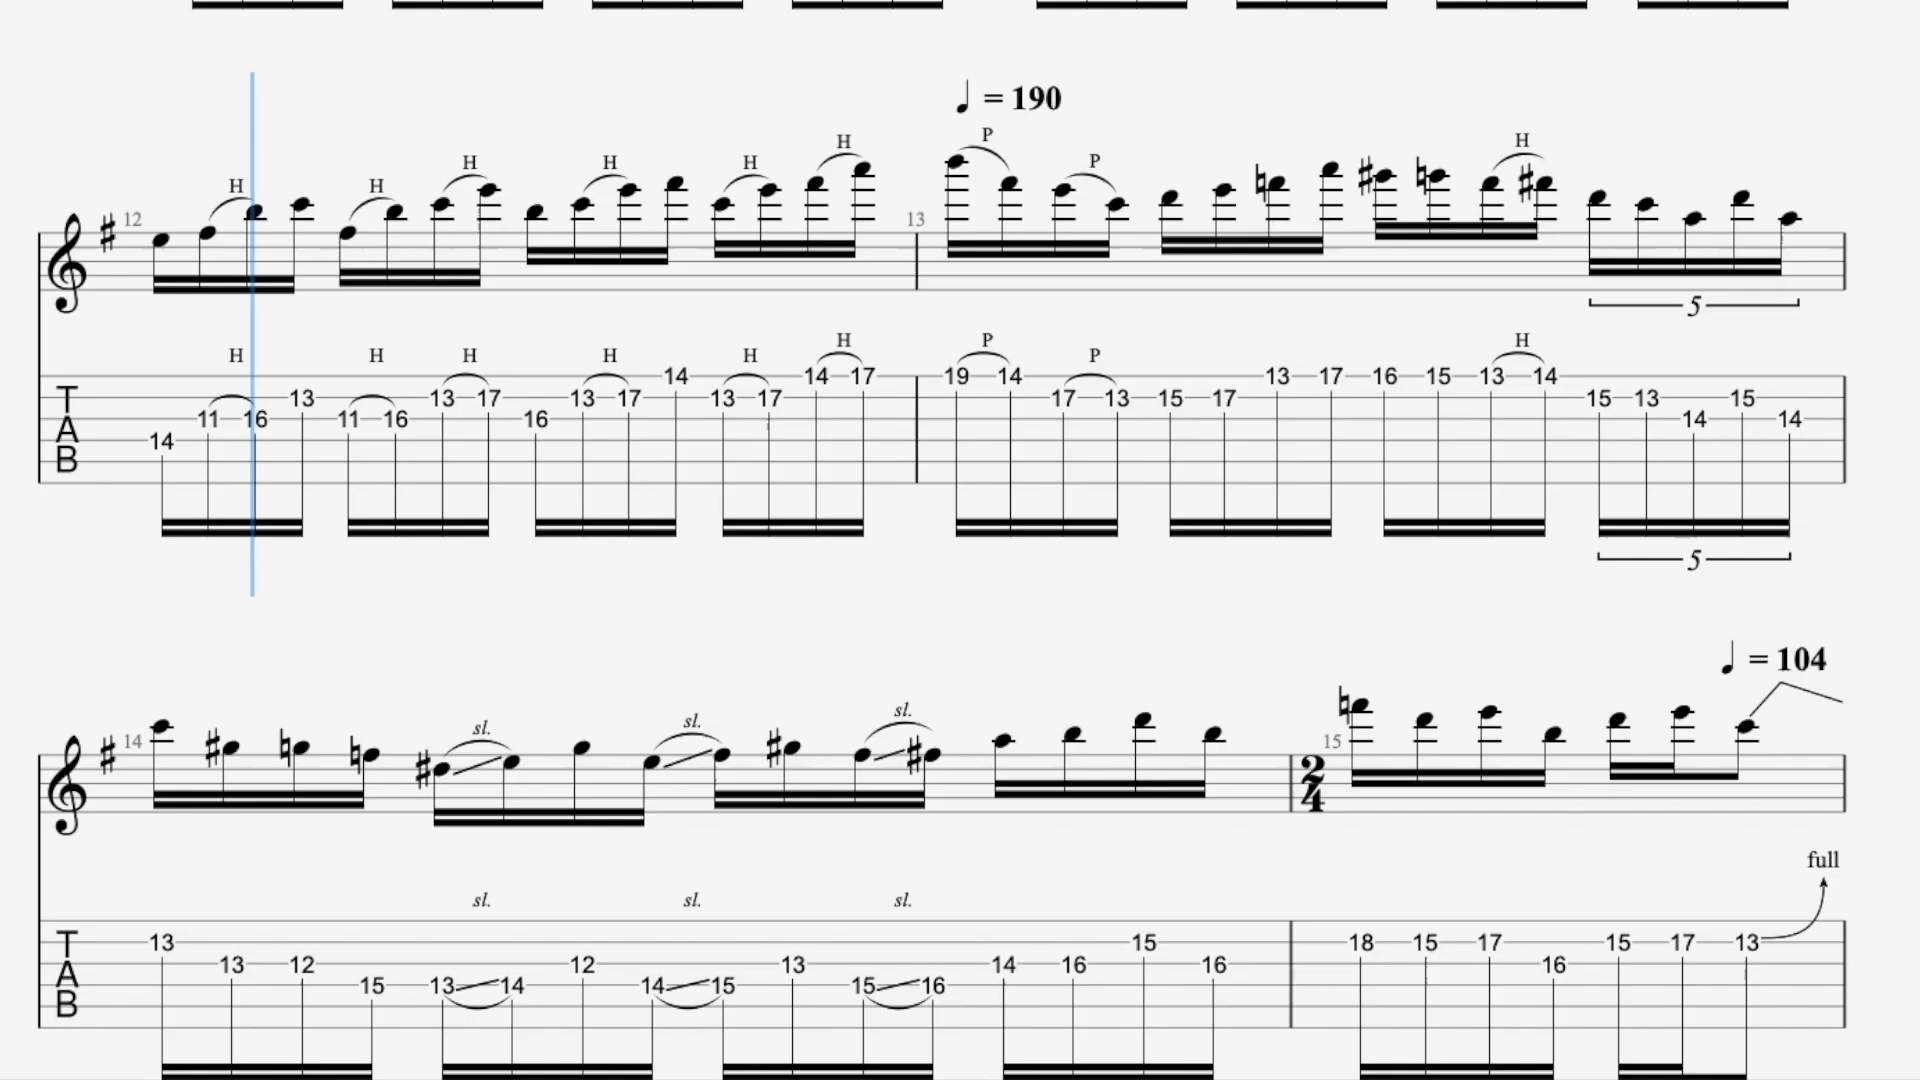 = 190
H H H H H H P P H
12 13
5
H H H H H H P P H
14 17 19 14 13 17 16 15 13 14
T 13 13 17 13 17 13 17 17 13 15 17 15 13 15
A 11 16 11 16 16 14 14
14
B
5
= 104
sl. sl. sl.
14 15 2 4
full
sl. sl. sl.
T 13 15 18 15 17 15 17 13
13 12 12 13 14 16 16 16
A 15 13 14 14 15 15 16
B